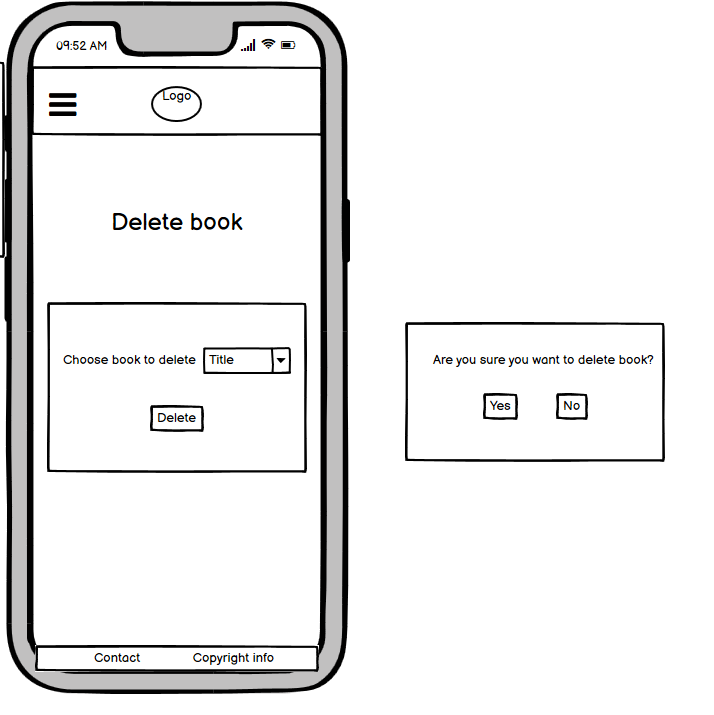 09:52 AM
Logo
Delete book
Choose book to delete Title
Delete
Are you sure you want to delete book?
Yes No
Contact Copyright info